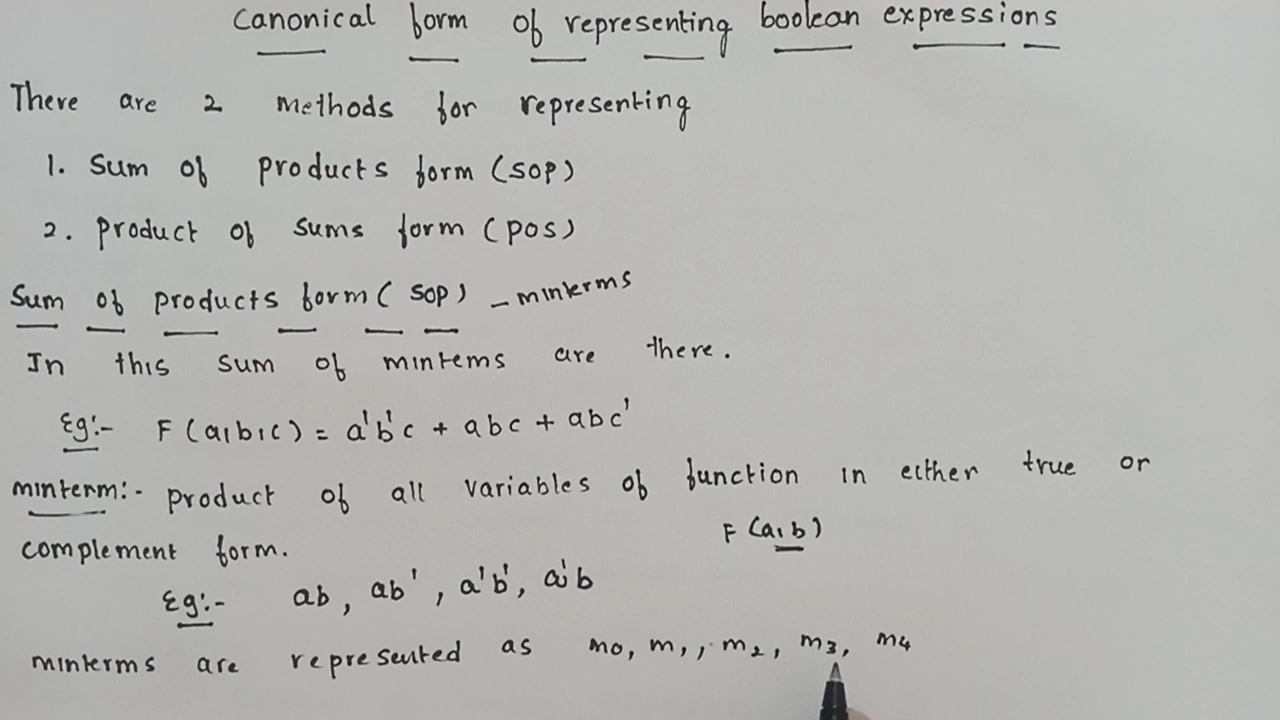 Canonical form of representing boolean expressions
There are 2 methods for representing
1. Sum of products form (SOP)
2. product of sums form (POS)
Sum of products form ( SOP) - minterms
In this sum of mintems are there.
Eg:- F(a,b,c) = a'b'c + abc + abc'
minterm:- product of all variables of function in either true or
F (a,b)
complement form.
Eg:- ab, ab', a'b', a'b
minterms are represented as m0, m1, m2, m3, m4